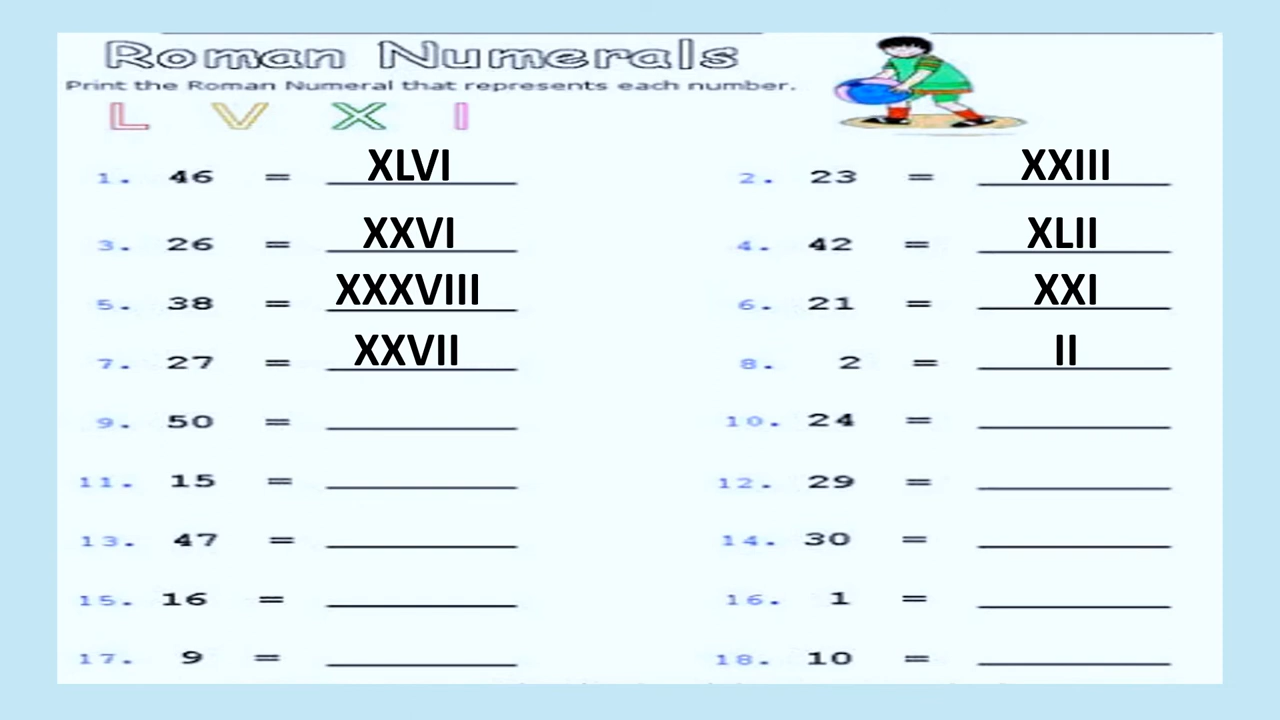 Roman Numerals
Print the Roman Numeral that represents each number.
L V X I
1. 46 = XLVI 2. 23 = XXIII
3. 26 = XXVI 4. 42 = XLII
5. 38 = XXXVIII 6. 21 = XXI
7. 27 = XXVII 8. 2 = II
9. 50 = 10. 24 =
11. 15 = 12. 29 =
13. 47 = 14. 30 =
15. 16 = 16. 1 =
17. 9 = 18. 10 =